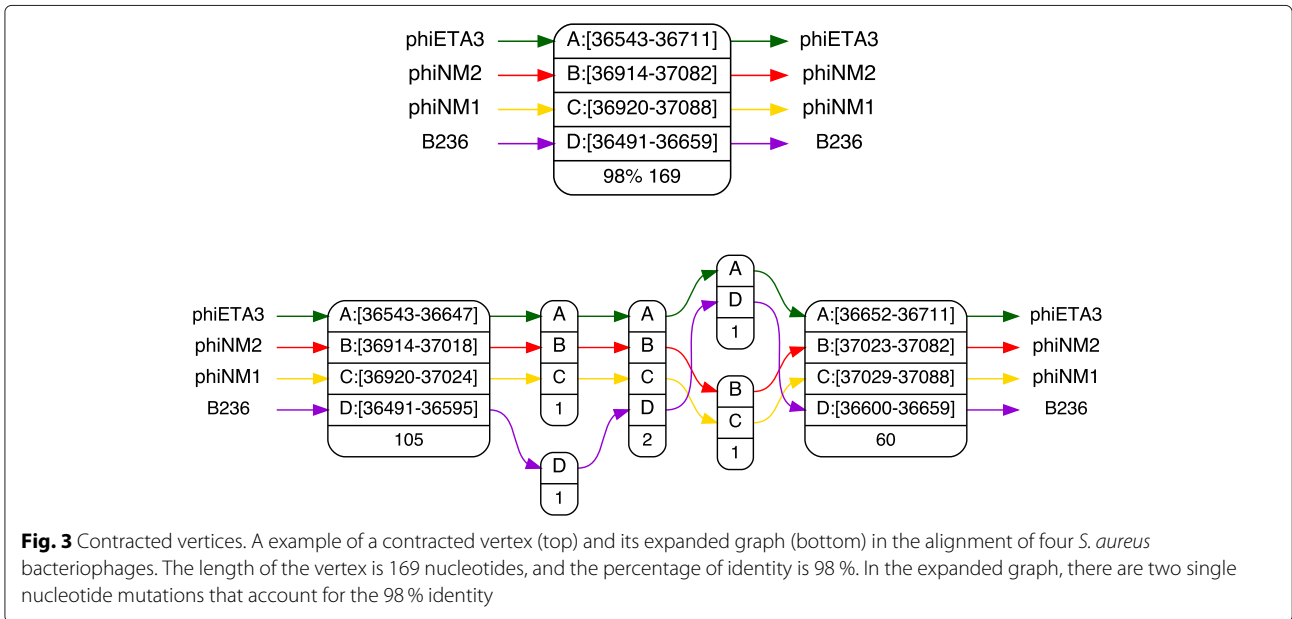 phiETA3 A:[36543-36711] phiETA3
phiNM2 B:[36914-37082] phiNM2
phiNM1 C:[36920-37088] phiNM1
B236 D:[36491-36659] B236
98% 169
A
D
1
phiETA3 A:[36543-36647] A A A:[36652-36711] phiETA3
phiNM2 B:[36914-37018] B B B:[37023-37082] phiNM2
phiNM1 C:[36920-37024] C C C:[37029-37088] phiNM1
B236 D:[36491-36595] 1 D D:[36600-36659] B236
105 2 60
B
C
1
D
1
Fig. 3 Contracted vertices. A example of a contracted vertex (top) and its expanded graph (bottom) in the alignment of four S. aureus
bacteriophages. The length of the vertex is 169 nucleotides, and the percentage of identity is 98 %. In the expanded graph, there are two single
nucleotide mutations that account for the 98 % identity